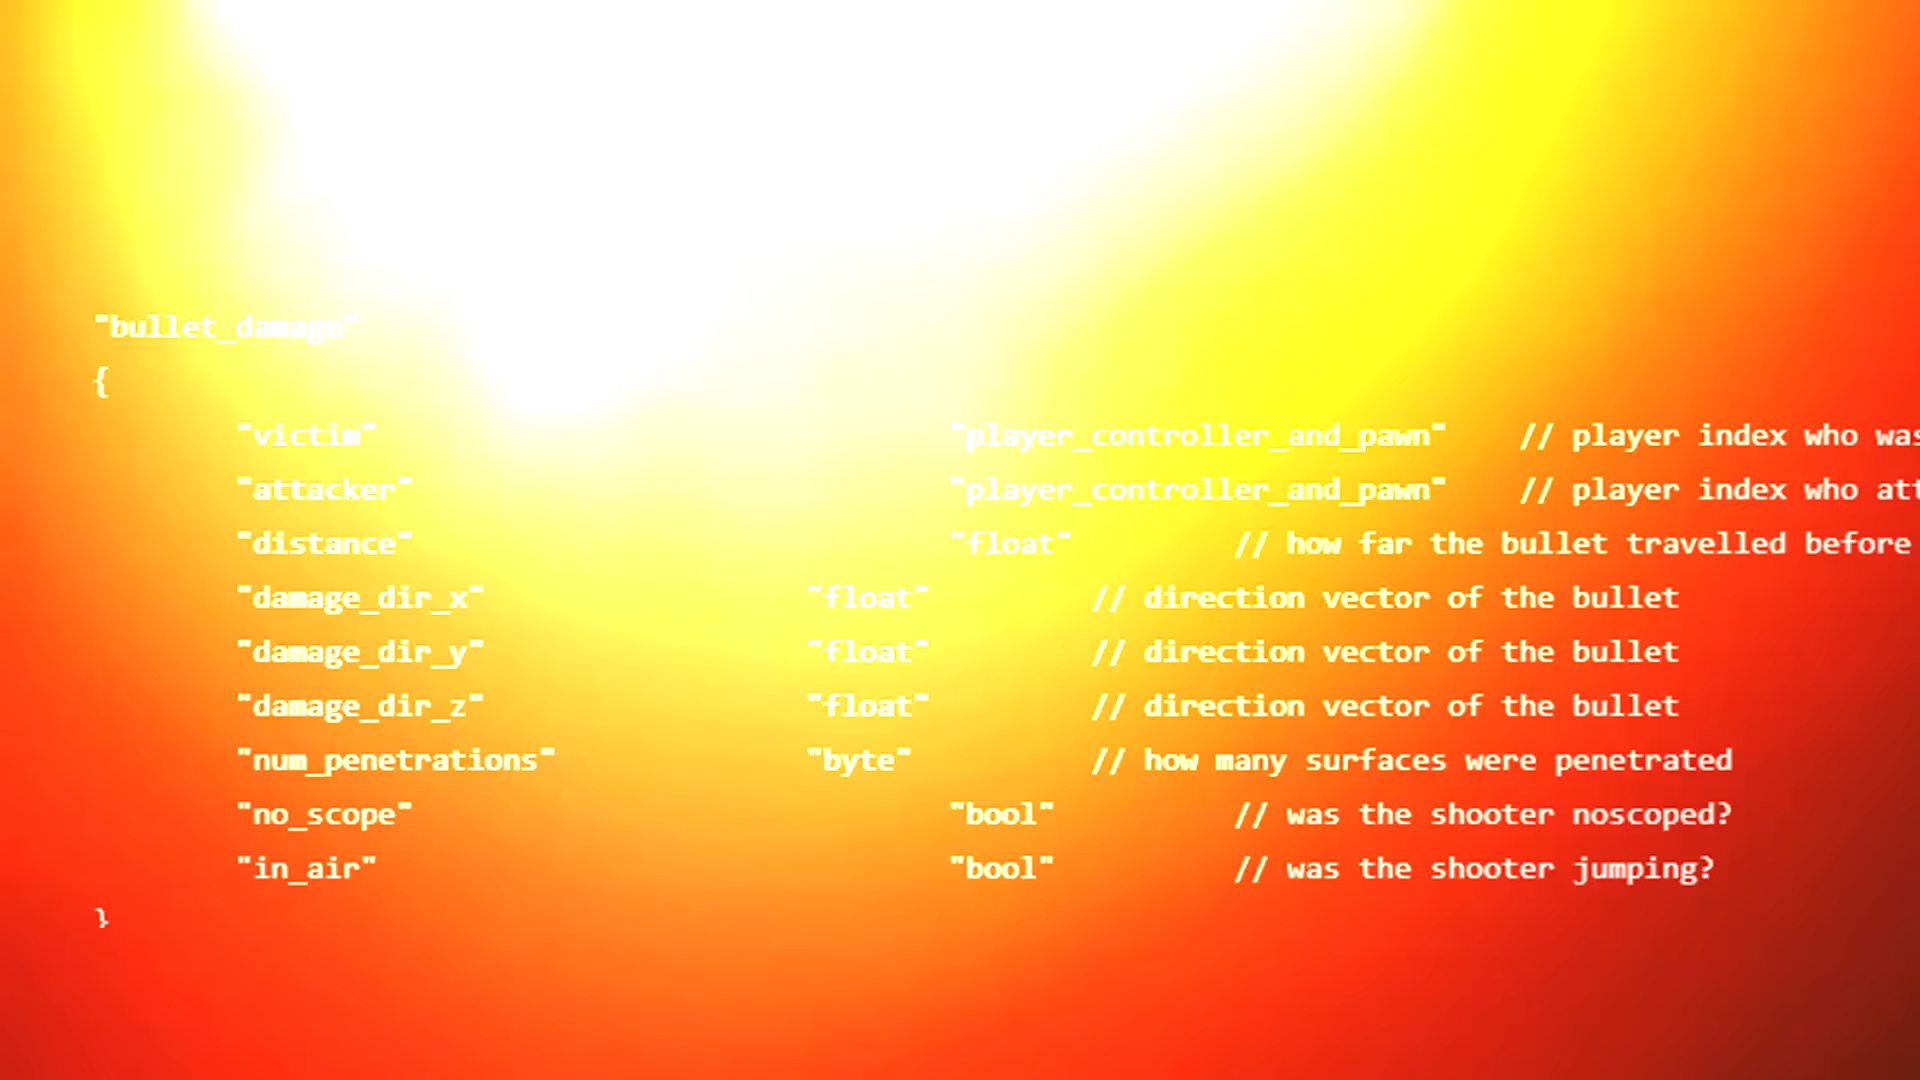 "bullet_damage"
{
"victim" "player_controller_and_pawn" // player index who was
"attacker" "player_controller_and_pawn" // player index who att
"distance" "float" // how far the bullet travelled before
"damage_dir_x" "float" // direction vector of the bullet
"damage_dir_y" "float" // direction vector of the bullet
"damage_dir_z" "float" // direction vector of the bullet
"num_penetrations" "byte" // how many surfaces were penetrated
"no_scope" "bool" // was the shooter noscoped?
"in_air" "bool" // was the shooter jumping?
}